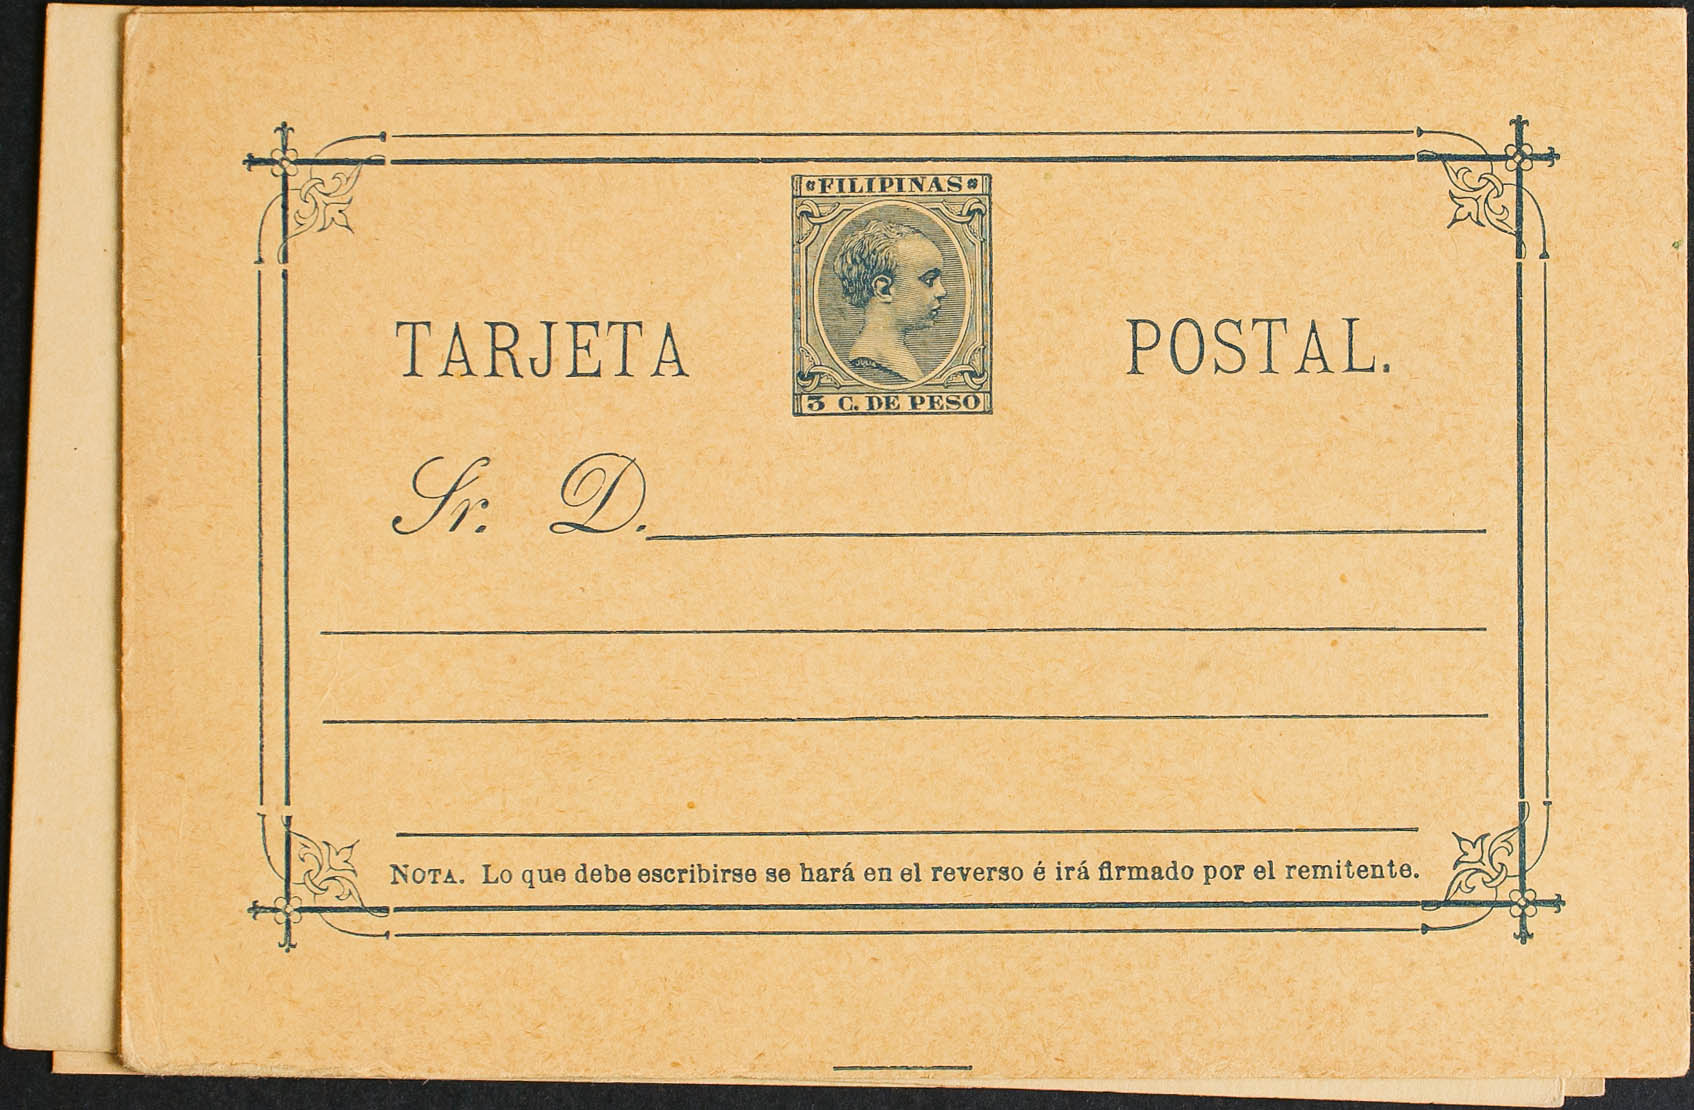 FILIPINAS
TARJETA POSTAL.
3 C. DE PESO
Sr. D.
NOTA. Lo que debe escribirse se hará en el reverso é irá firmado por el remitente.